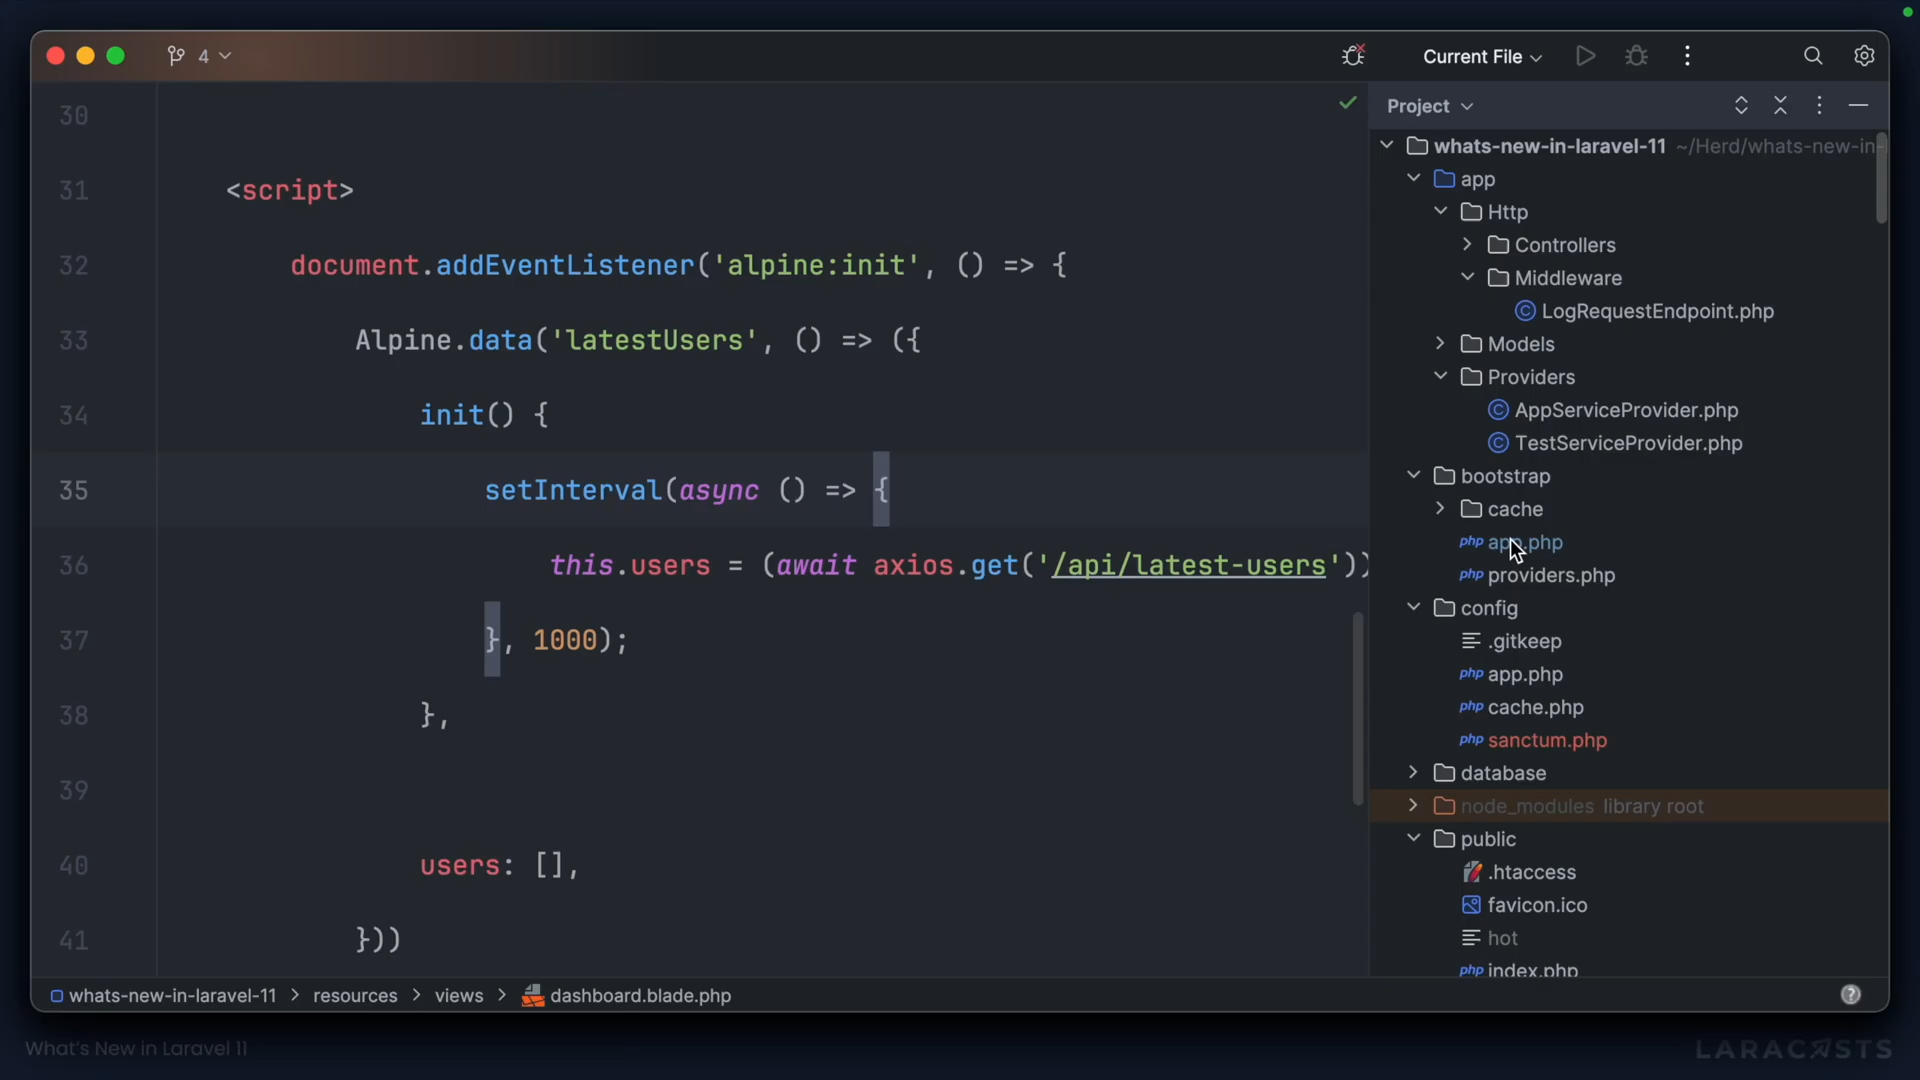 4
Current File
30
31 <script>
32 document.addEventListener('alpine:init', () => {
33 Alpine.data('latestUsers', () => ({
34 init() {
35 setInterval(async () => {
36 this.users = (await axios.get('/api/latest-users'))
37 }, 1000);
38 },
39
40 users: [],
41 }))
Project
whats-new-in-laravel-11 ~/Herd/whats-new-in-
app
Http
Controllers
Middleware
LogRequestEndpoint.php
Models
Providers
AppServiceProvider.php
TestServiceProvider.php
bootstrap
cache
php app.php
php providers.php
config
.gitkeep
php app.php
php cache.php
php sanctum.php
database
node_modules library root
public
.htaccess
favicon.ico
hot
php index.php
whats-new-in-laravel-11 > resources > views > dashboard.blade.php
What's New in Laravel 11
LARACASTS